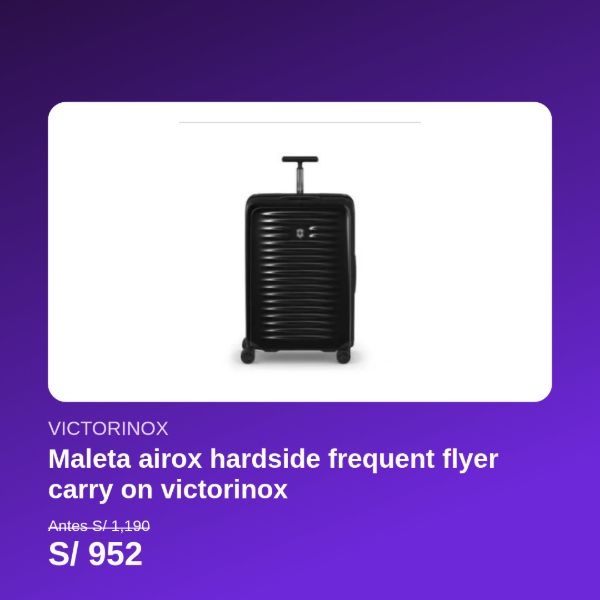 VICTORINOX
Maleta airox hardside frequent flyer
carry on victorinox
Antes S/ 1,190
S/ 952